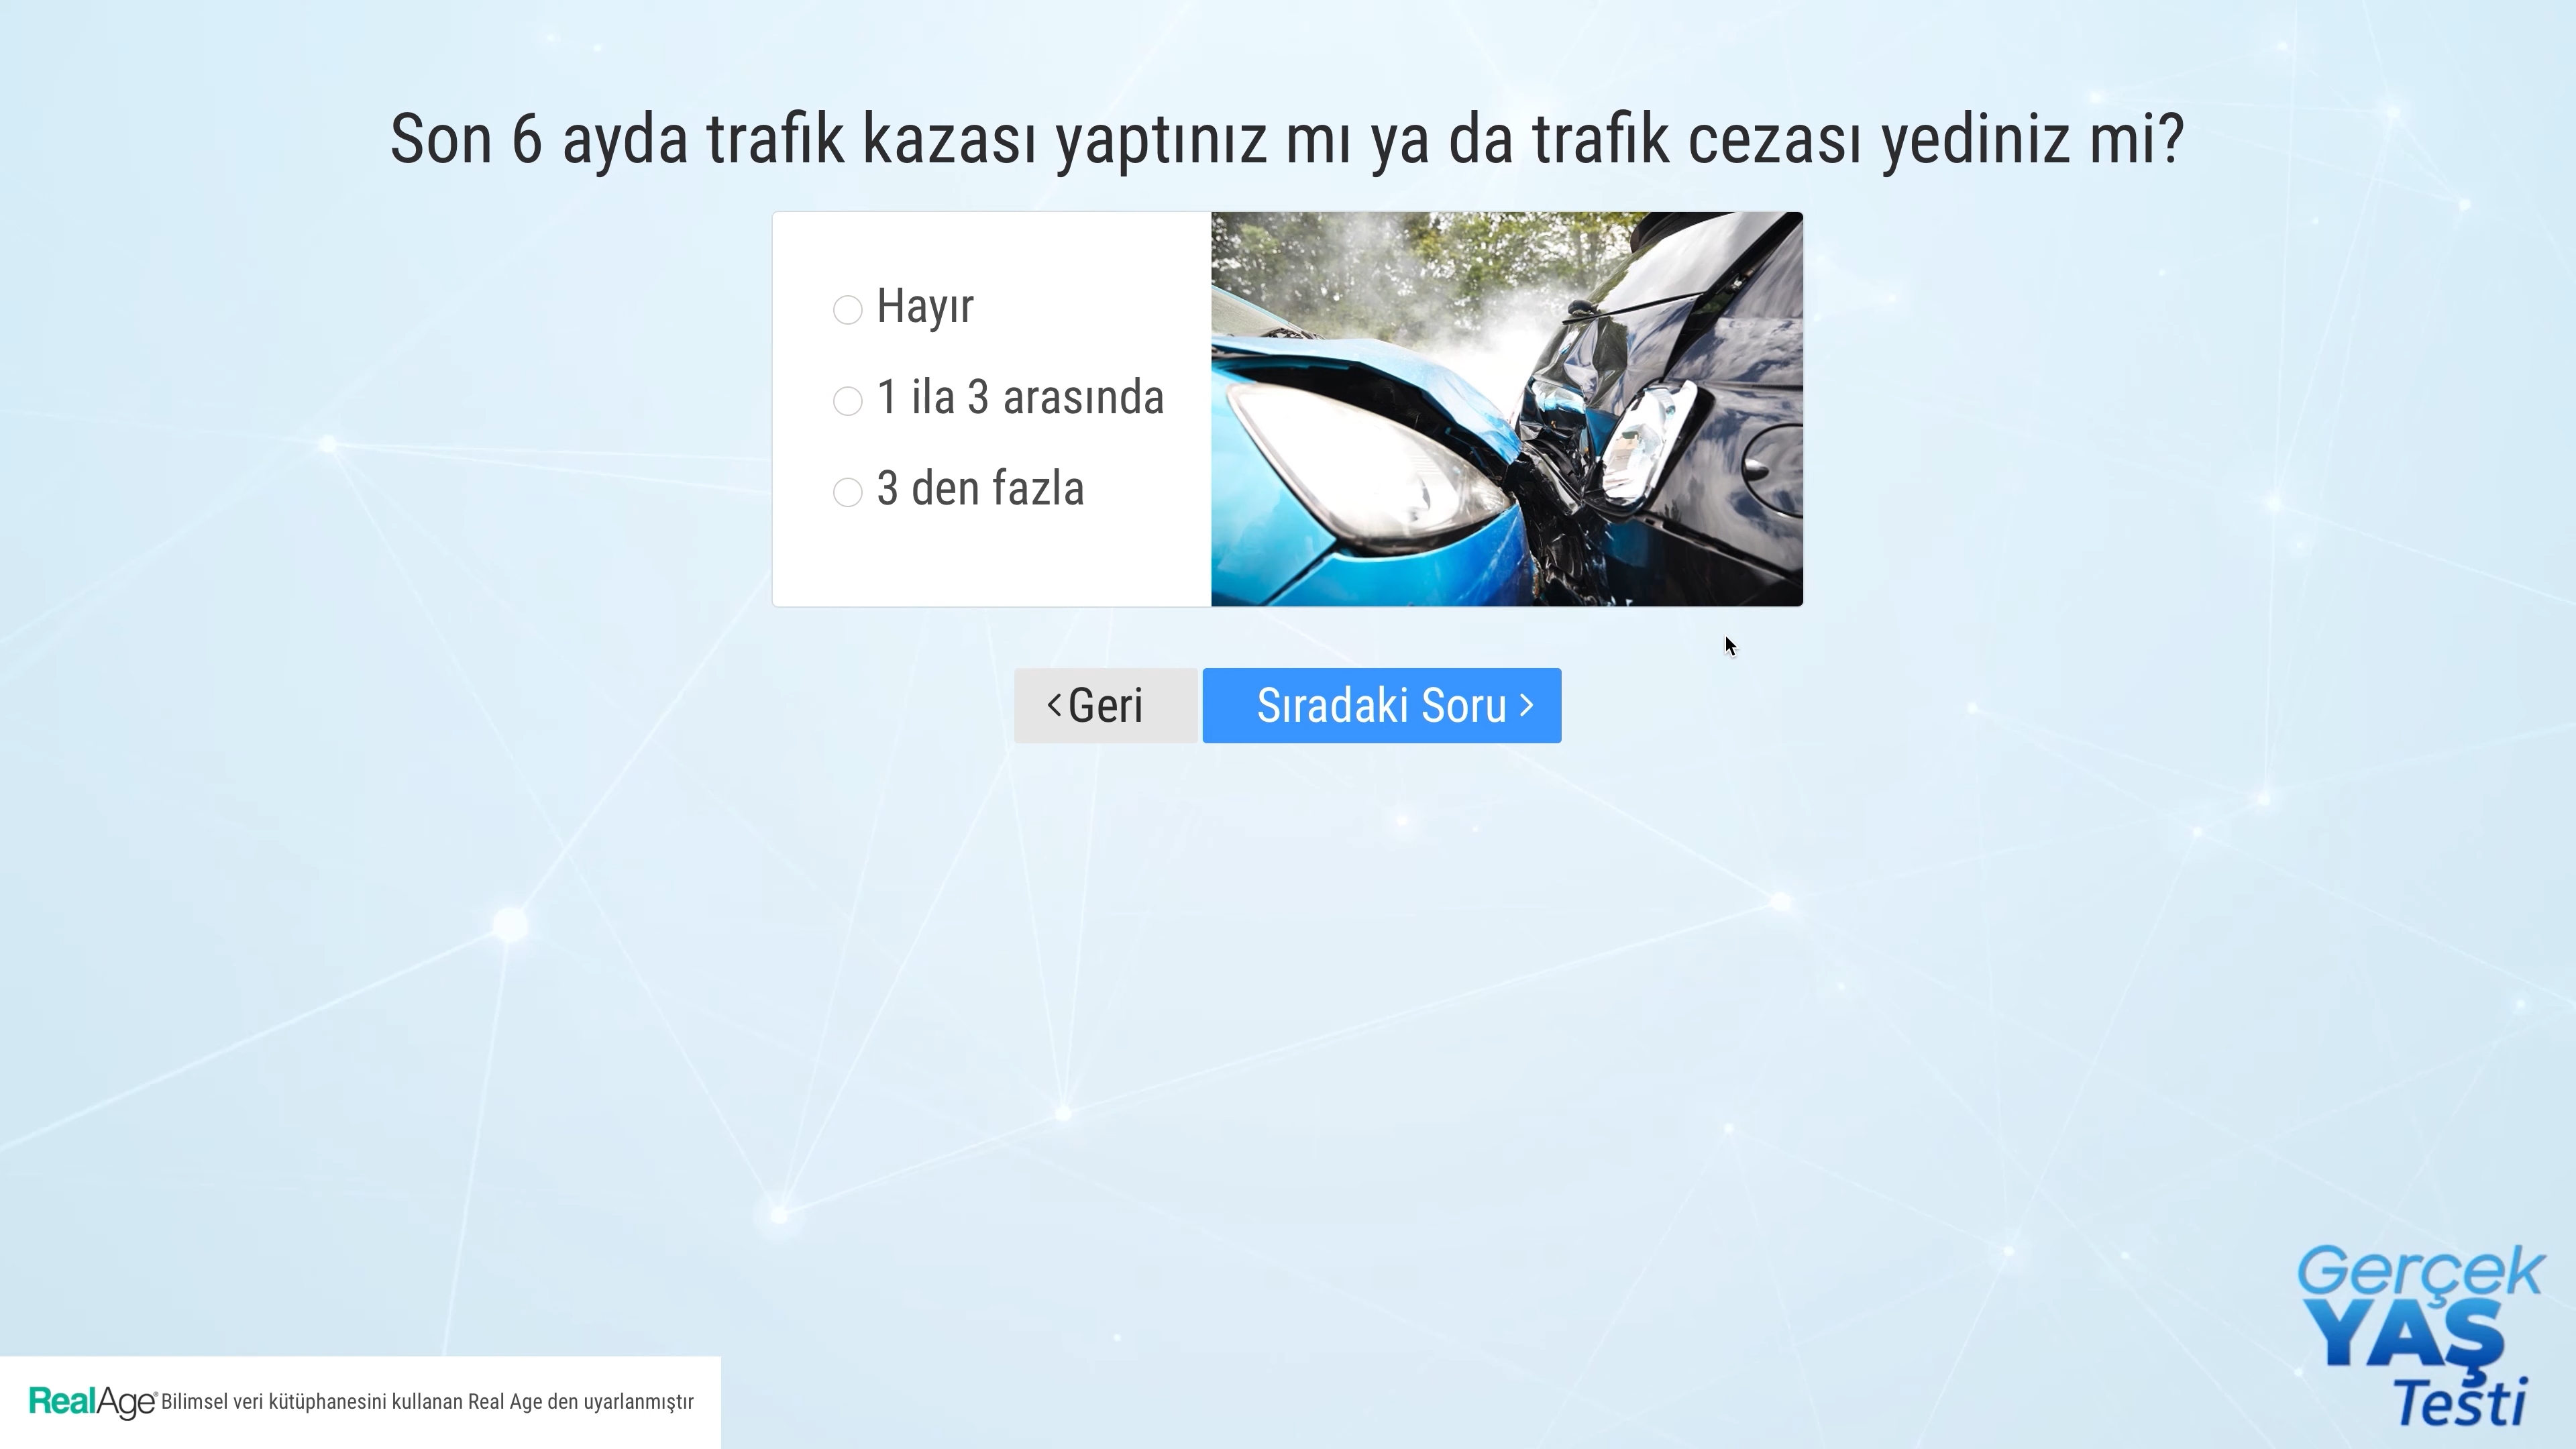 Son 6 ayda trafik kazası yaptınız mı ya da trafik cezası yediniz mi?
Hayır
1 ila 3 arasında
3 den fazla
Geri
Sıradaki Soru
RealAge® Bilimsel veri kütüphanesini kullanan Real Age den uyarlanmıştır
Gerçek
YAŞ
Testi